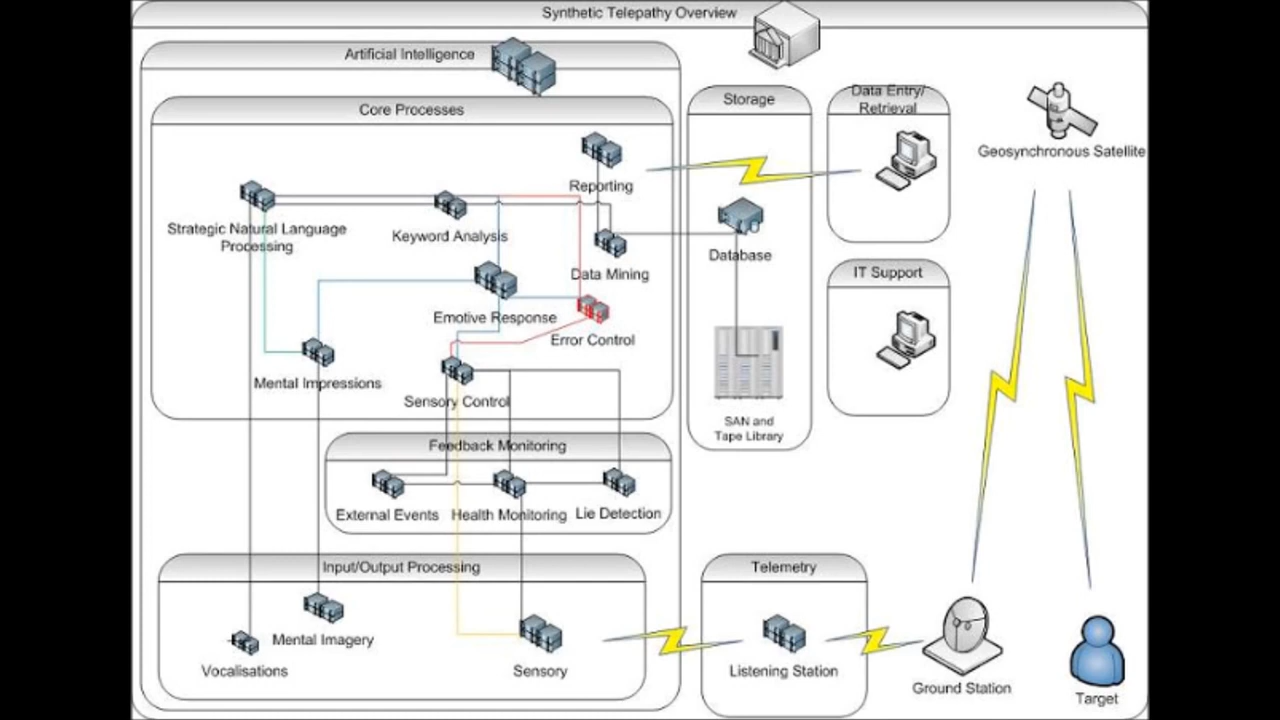 Synthetic Telepathy Overview
Artificial Intelligence
Core Processes
Reporting
Strategic Natural Language
Processing
Keyword Analysis
Data Mining
Emotive Response
Error Control
Mental Impressions
Sensory Control
Feedback Monitoring
External Events
Health Monitoring
Lie Detection
Input/Output Processing
Mental Imagery
Vocalisations
Sensory
Storage
Database
SAN and
Tape Library
Data Entry/
Retrieval
IT Support
Telemetry
Listening Station
Geosynchronous Satellite
Ground Station
Target